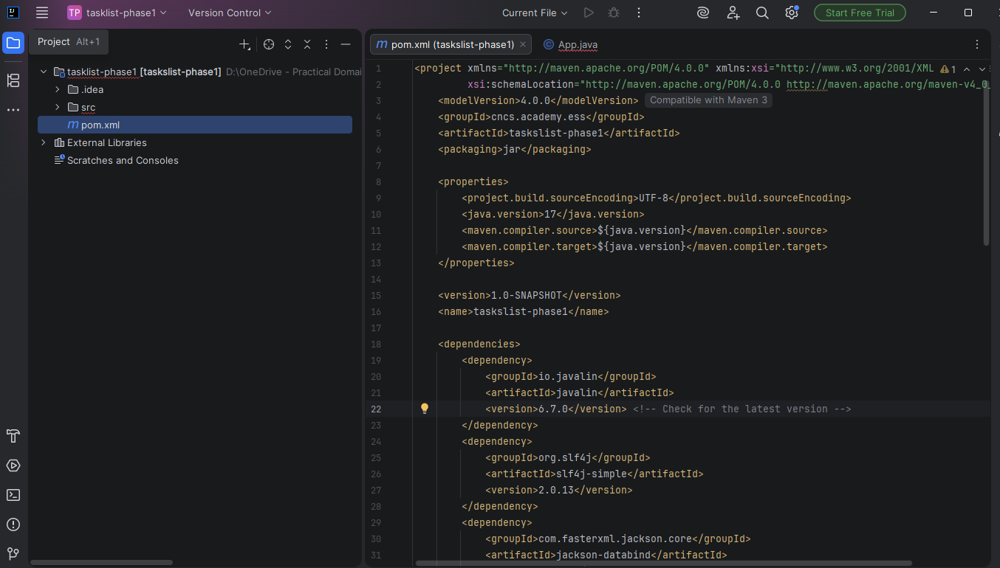 TP tasklist-phase1 Version Control Current File Start Free Trial
Project Alt+1
tasklist-phase1 [taskslist-phase1] D:\OneDrive - Practical Domai
.idea
src
m pom.xml
External Libraries
Scratches and Consoles
m pom.xml (taskslist-phase1) App.java
1 <project xmlns="http://maven.apache.org/POM/4.0.0" xmlns:xsi="http://www.w3.org/2001/XML 1
2 xsi:schemaLocation="http://maven.apache.org/POM/4.0.0 http://maven.apache.org/maven-v4_0_
3 <modelVersion>4.0.0</modelVersion> Compatible with Maven 3
4 <groupId>cncs.academy.ess</groupId>
5 <artifactId>taskslist-phase1</artifactId>
6 <packaging>jar</packaging>
7
8 <properties>
9 <project.build.sourceEncoding>UTF-8</project.build.sourceEncoding>
10 <java.version>17</java.version>
11 <maven.compiler.source>${java.version}</maven.compiler.source>
12 <maven.compiler.target>${java.version}</maven.compiler.target>
13 </properties>
14
15 <version>1.0-SNAPSHOT</version>
16 <name>taskslist-phase1</name>
17
18 <dependencies>
19 <dependency>
20 <groupId>io.javalin</groupId>
21 <artifactId>javalin</artifactId>
22 <version>6.7.0</version> <!-- Check for the latest version -->
23 </dependency>
24 <dependency>
25 <groupId>org.slf4j</groupId>
26 <artifactId>slf4j-simple</artifactId>
27 <version>2.0.13</version>
28 </dependency>
29 <dependency>
30 <groupId>com.fasterxml.jackson.core</groupId>
31 <artifactId>jackson-databind</artifactId>